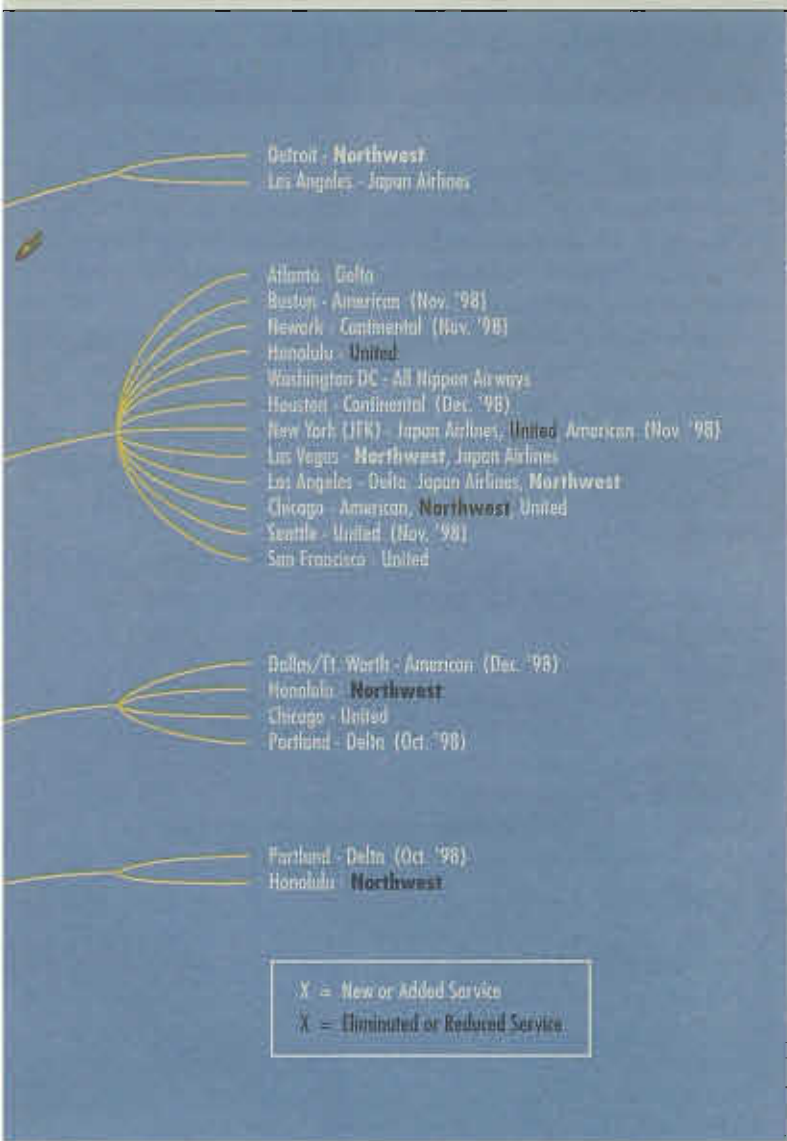 Detroit - Northwest
Los Angeles - Japan Airlines
Atlanta - Delta
Boston - American (Nov. '98)
Newark - Continental (Nov. '98)
Honolulu - United
Washington DC - All Nippon Airways
Houston - Continental (Dec. '98)
New York (JFK) - Japan Airlines, United, American (Nov. '98)
Las Vegas - Northwest, Japan Airlines
Los Angeles - Delta, Japan Airlines, Northwest
Chicago - American, Northwest, United
Seattle - United (Nov. '98)
San Francisco - United
Dallas/Ft. Worth - American (Dec. '98)
Honolulu - Northwest
Chicago - United
Portland - Delta (Oct. '98)
Portland - Delta (Oct. '98)
Honolulu - Northwest
X = New or Added Service
X = Eliminated or Reduced Service